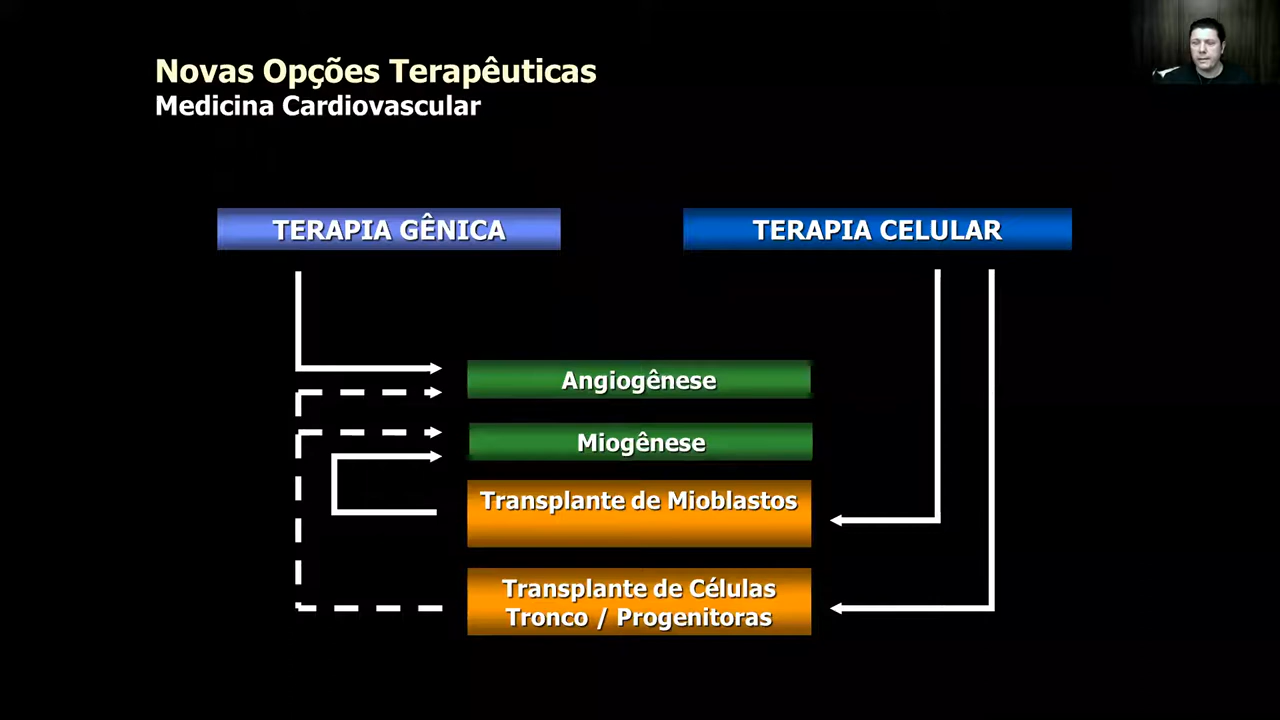 Novas Opções Terapêuticas
Medicina Cardiovascular
TERAPIA GÊNICA
TERAPIA CELULAR
Angiogênese
Miogênese
Transplante de Mioblastos
Transplante de Células
Tronco / Progenitoras